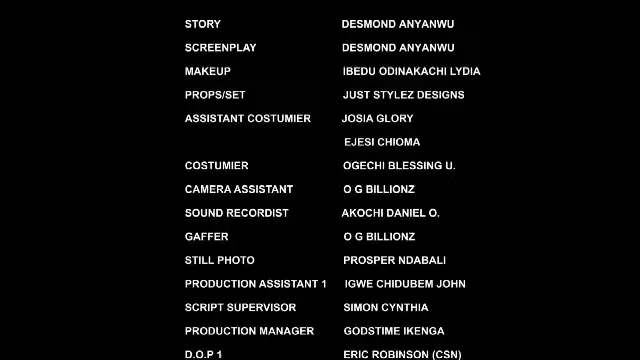 STORY DESMOND ANYANWU
SCREENPLAY DESMOND ANYANWU
MAKEUP IBEDU ODINAKACHI LYDIA
PROPS/SET JUST STYLEZ DESIGNS
ASSISTANT COSTUMIER JOSIA GLORY
EJESI CHIOMA
COSTUMIER OGECHI BLESSING U.
CAMERA ASSISTANT O G BILLIONZ
SOUND RECORDIST AKOCHI DANIEL O.
GAFFER O G BILLIONZ
STILL PHOTO PROSPER NDABALI
PRODUCTION ASSISTANT 1 IGWE CHIDUBEM JOHN
SCRIPT SUPERVISOR SIMON CYNTHIA
PRODUCTION MANAGER GODSTIME IKENGA
D.O.P 1 ERIC ROBINSON (CSN)